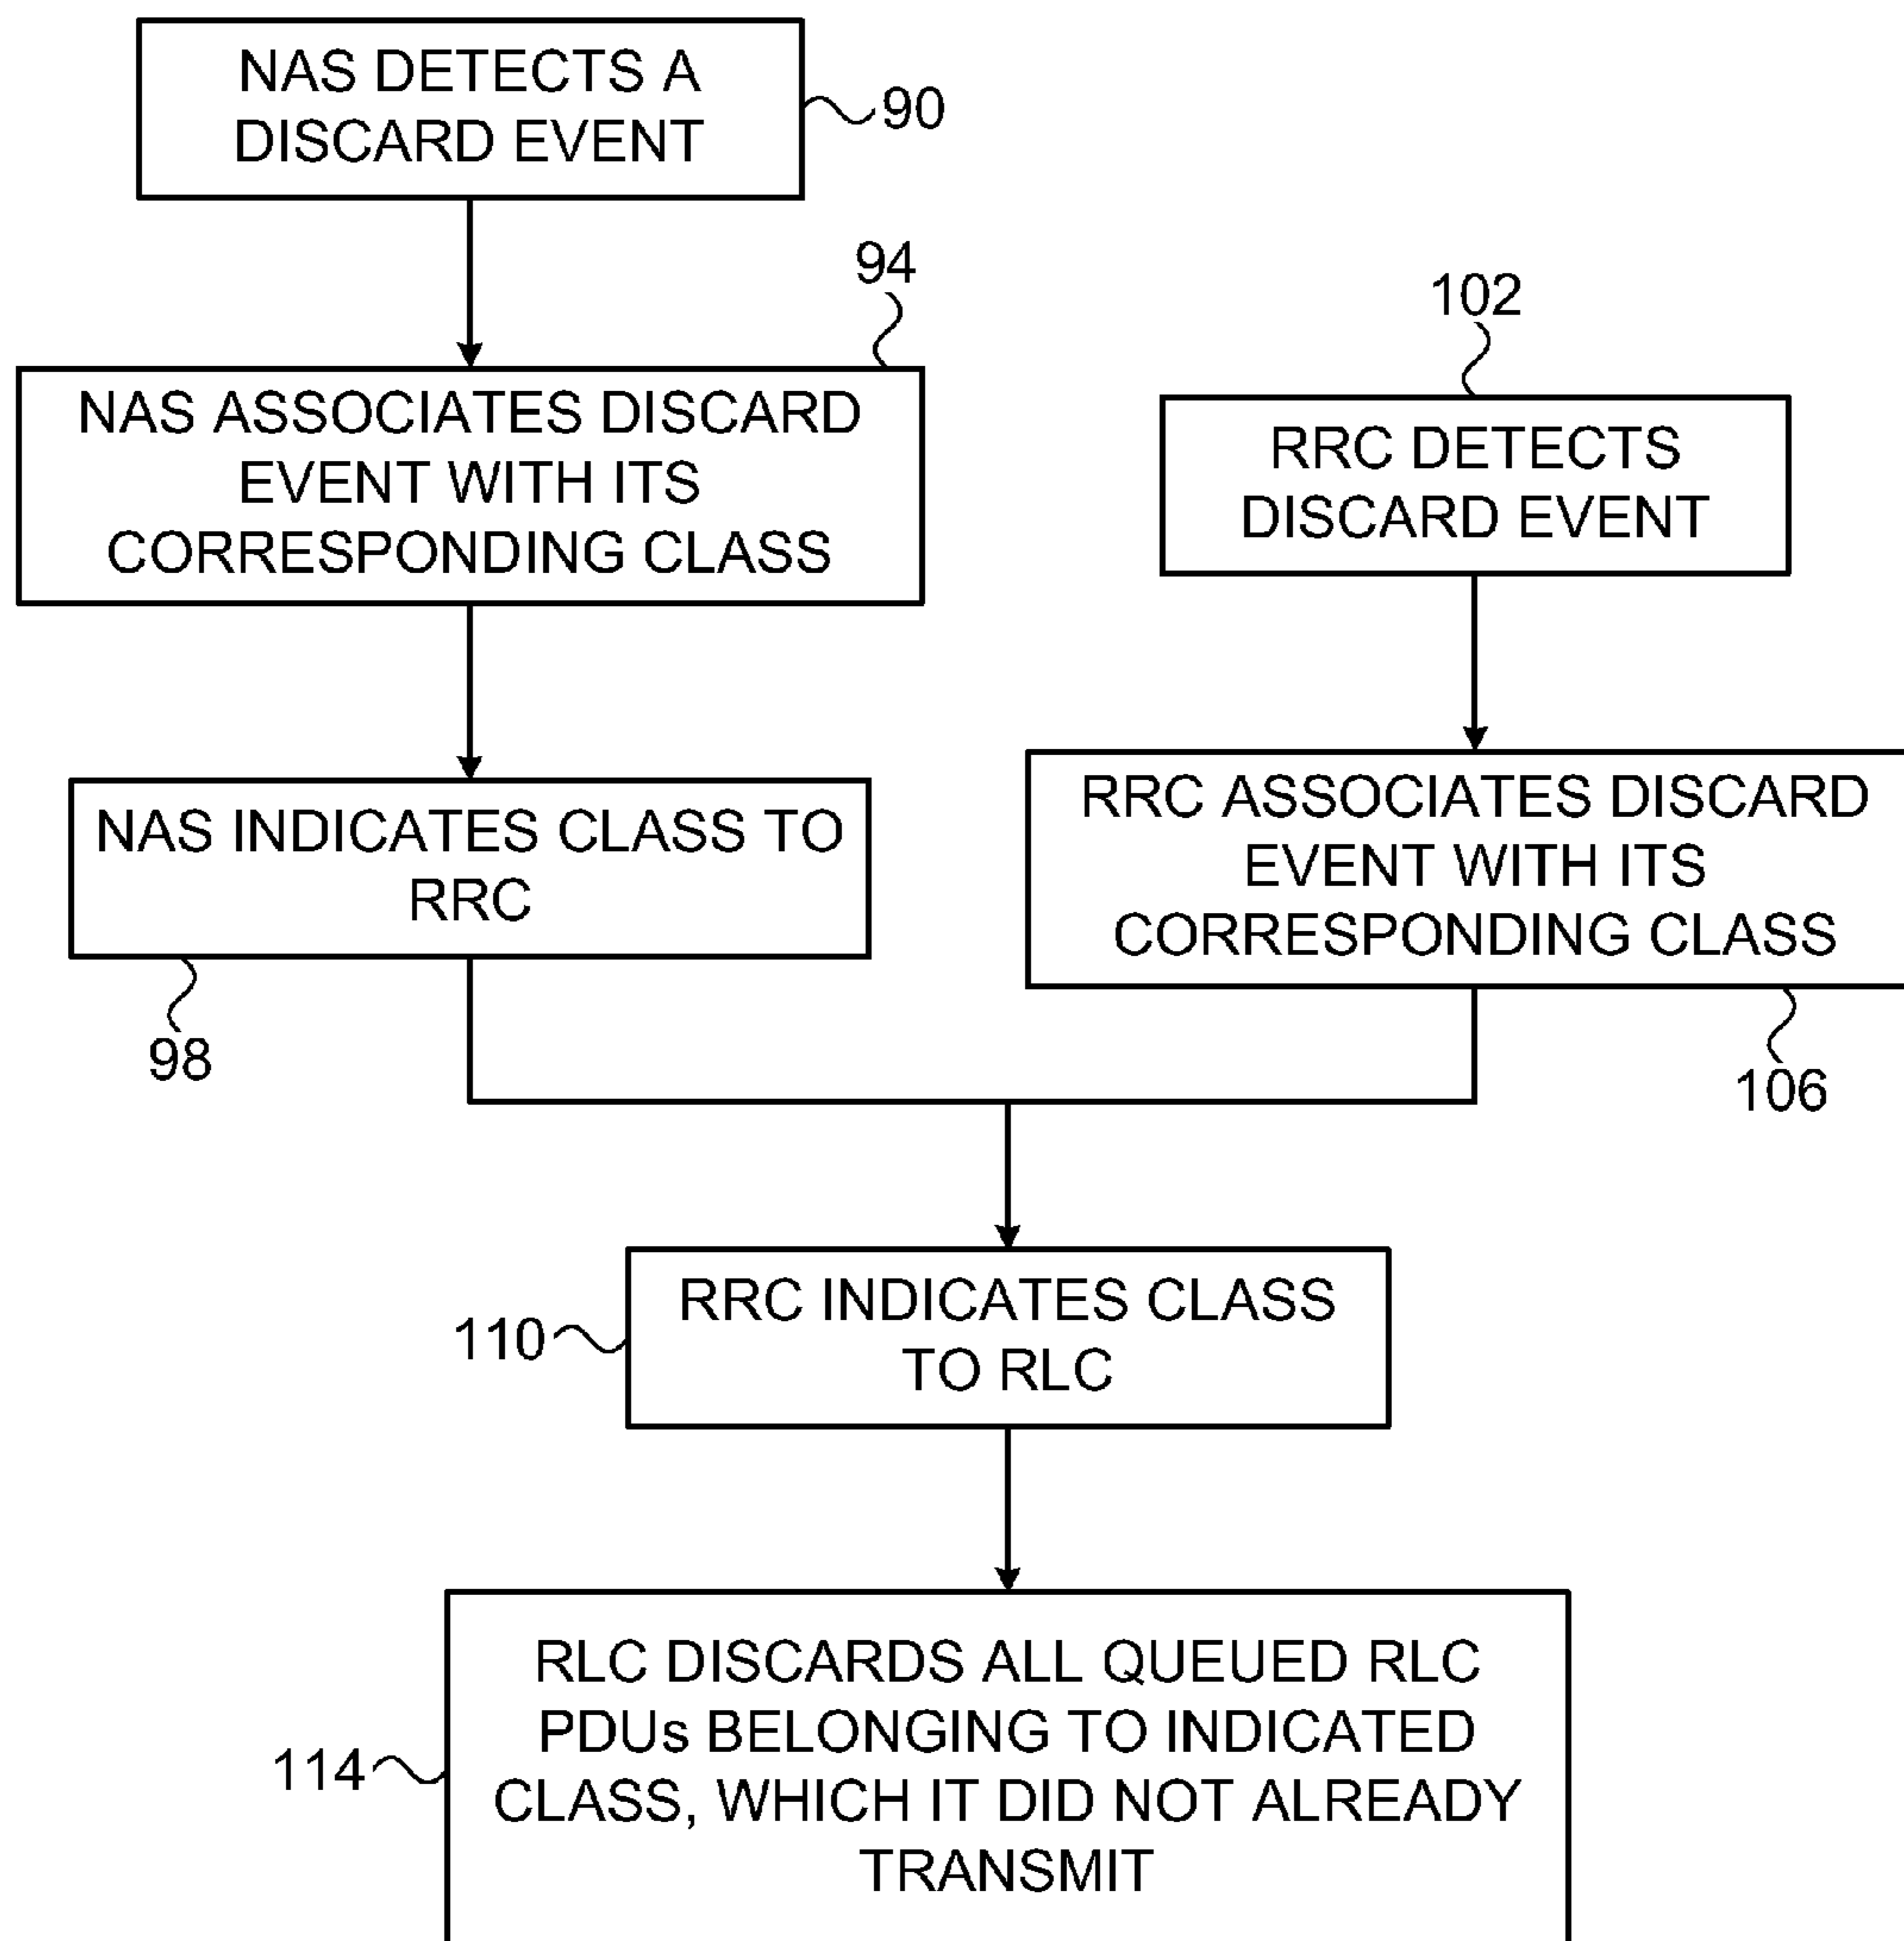 NAS DETECTS A
DISCARD EVENT
90
94
NAS ASSOCIATES DISCARD
EVENT WITH ITS
CORRESPONDING CLASS
102
RRC DETECTS
DISCARD EVENT
NAS INDICATES CLASS TO
RRC
98
RRC ASSOCIATES DISCARD
EVENT WITH ITS
CORRESPONDING CLASS
106
110
RRC INDICATES CLASS
TO RLC
114
RLC DISCARDS ALL QUEUED RLC
PDUs BELONGING TO INDICATED
CLASS, WHICH IT DID NOT ALREADY
TRANSMIT